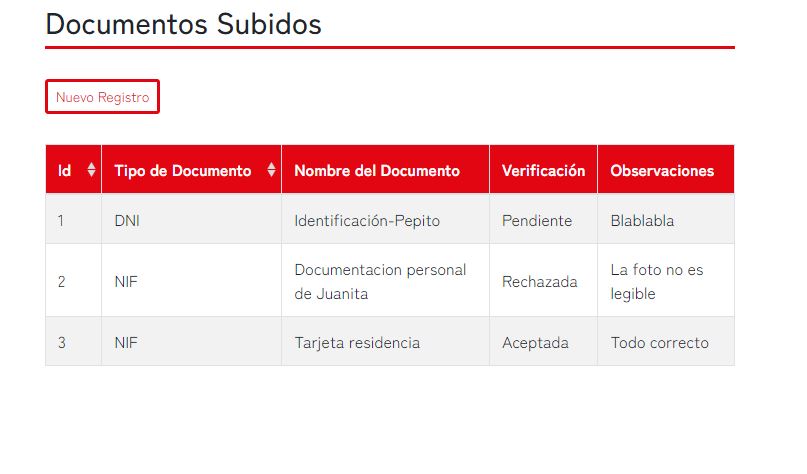 Documentos Subidos
Nuevo Registro
Id Tipo de Documento Nombre del Documento Verificación Observaciones
1 DNI Identificación-Pepito Pendiente Blablabla
2 NIF Documentacion personal de Juanita Rechazada La foto no es legible
3 NIF Tarjeta residencia Aceptada Todo correcto